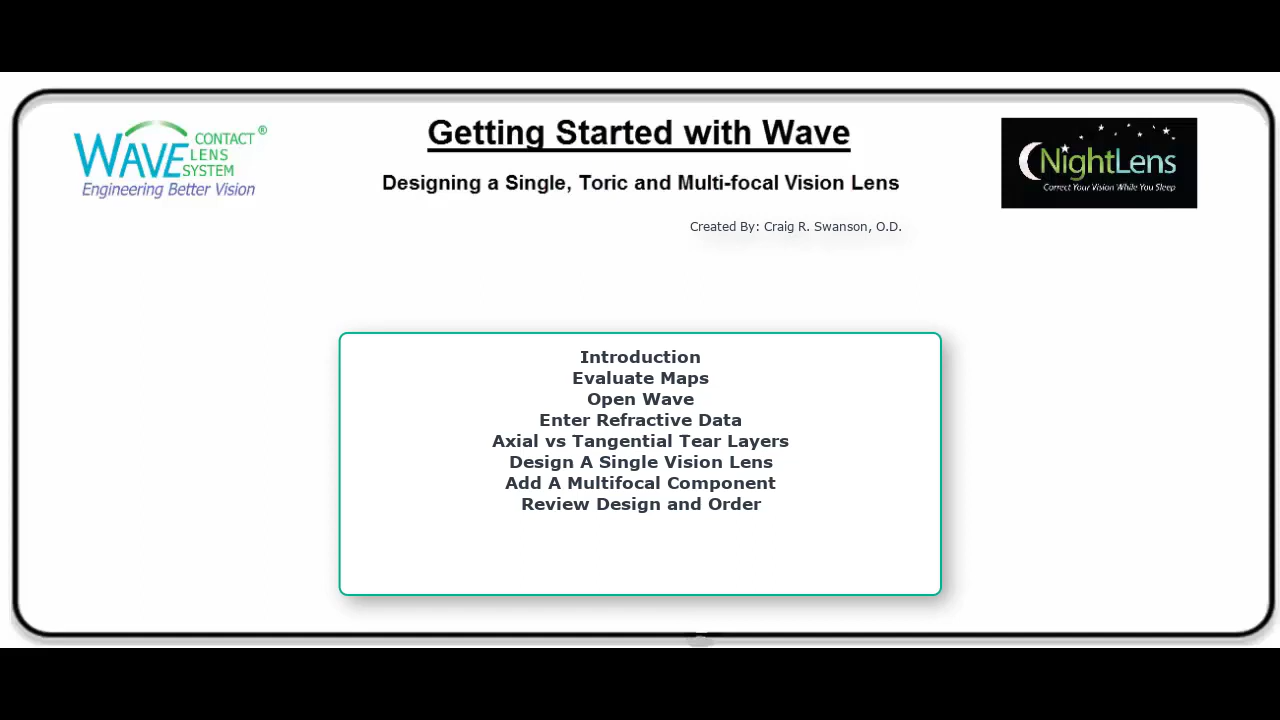 WAVE CONTACT LENS SYSTEM ®
Engineering Better Vision
Getting Started with Wave
Designing a Single, Toric and Multi-focal Vision Lens
Created By: Craig R. Swanson, O.D.
NightLens
Correct Your Vision While You Sleep
Introduction
Evaluate Maps
Open Wave
Enter Refractive Data
Axial vs Tangential Tear Layers
Design A Single Vision Lens
Add A Multifocal Component
Review Design and Order